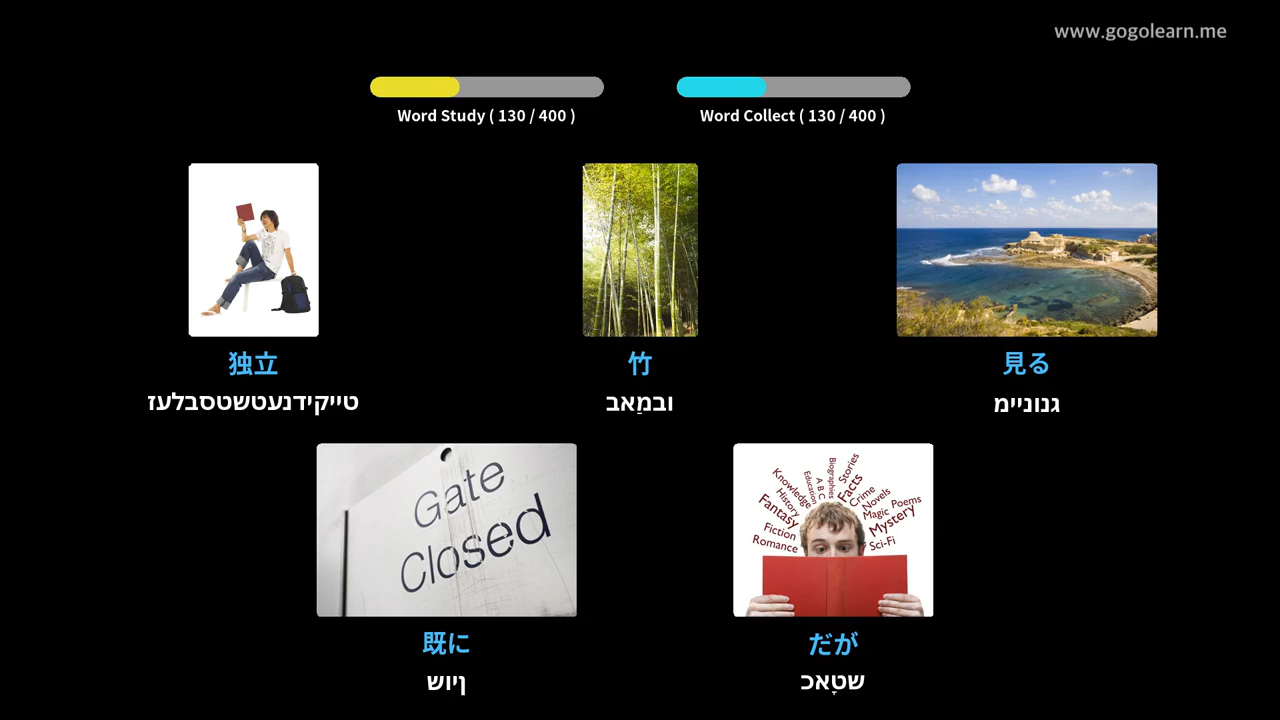 www.gogolearn.me
Word Study ( 130 / 400 )
Word Collect ( 130 / 400 )
独立
טייקידנעטשטסבלעז
竹
ובמַאב
見る
גנוניימ
Gate
Closed
既に
ןיוש
Knowledge
History
Fantasy
Fiction
Romance
Education
A B C
Biographies
Stories
Facts
Crime
Novels
Magic
Poems
Mystery
Sci-Fi
だが
שטָאכ